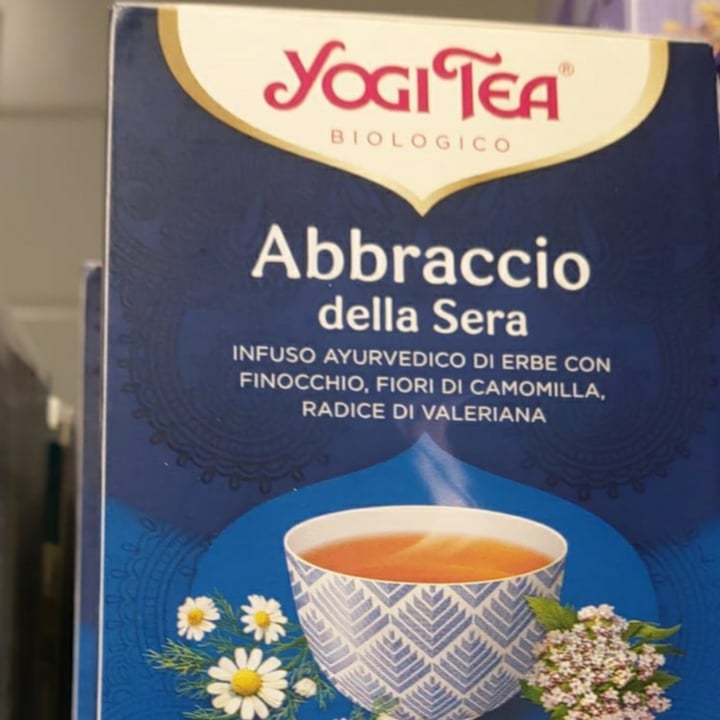 YOGI TEA®
BIOLOGICO
Abbraccio
della Sera
INFUSO AYURVEDICO DI ERBE CON
FINOCCHIO, FIORI DI CAMOMILLA,
RADICE DI VALERIANA